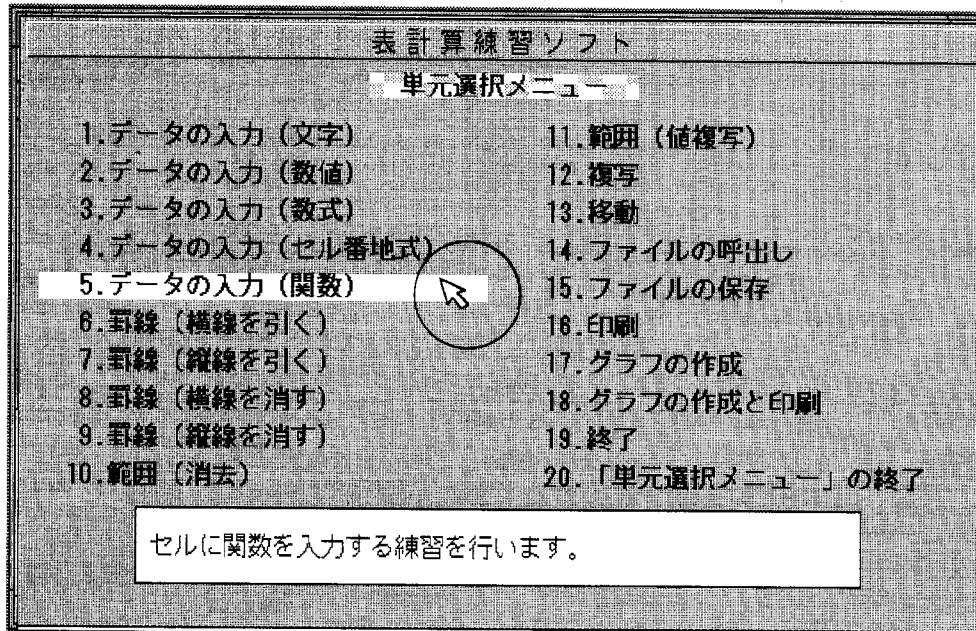 表計算練習ソフト
単元選択メニュー
1.データの入力（文字）
2.データの入力（数値）
3.データの入力（数式）
4.データの入力（セル番地式）
5.データの入力（関数）
6.罫線（横線を引く）
7.罫線（縦線を引く）
8.罫線（横線を消す）
9.罫線（縦線を消す）
10.範囲（消去）
11.範囲（値複写）
12.複写
13.移動
14.ファイルの呼出し
15.ファイルの保存
16.印刷
17.グラフの作成
18.グラフの作成と印刷
19.終了
20.「単元選択メニュー」の終了
セルに関数を入力する練習を行います。